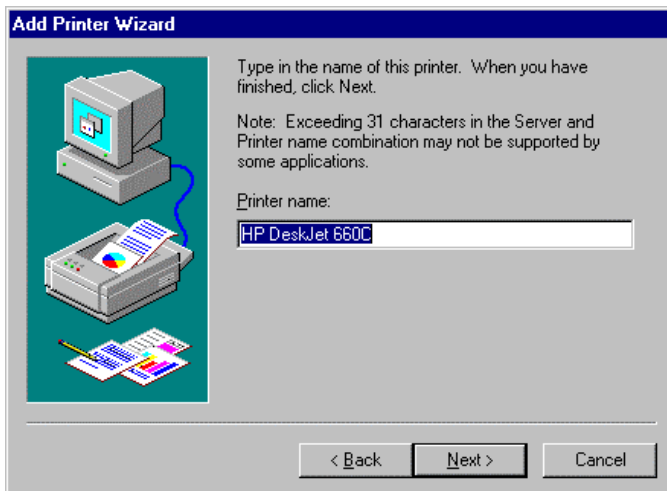 Add Printer Wizard
Type in the name of this printer.  When you have
finished, click Next.
Note:  Exceeding 31 characters in the Server and
Printer name combination may not be supported by
some applications.
Printer name:
HP DeskJet 660C
< Back
Next >
Cancel